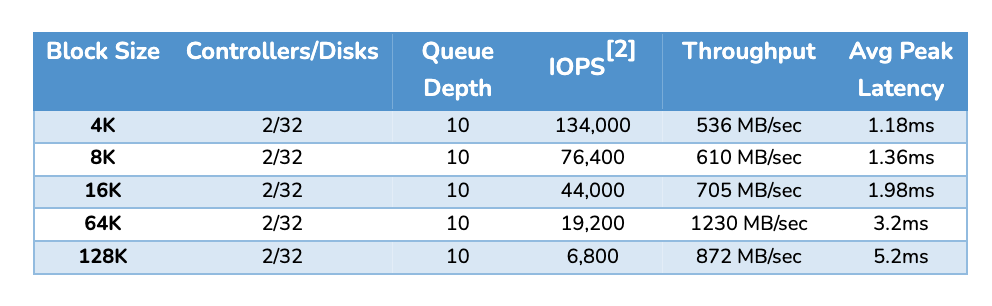 Block Size Controllers/Disks Queue Depth IOPS[2] Throughput Avg Peak Latency
4K 2/32 10 134,000 536 MB/sec 1.18ms
8K 2/32 10 76,400 610 MB/sec 1.36ms
16K 2/32 10 44,000 705 MB/sec 1.98ms
64K 2/32 10 19,200 1230 MB/sec 3.2ms
128K 2/32 10 6,800 872 MB/sec 5.2ms